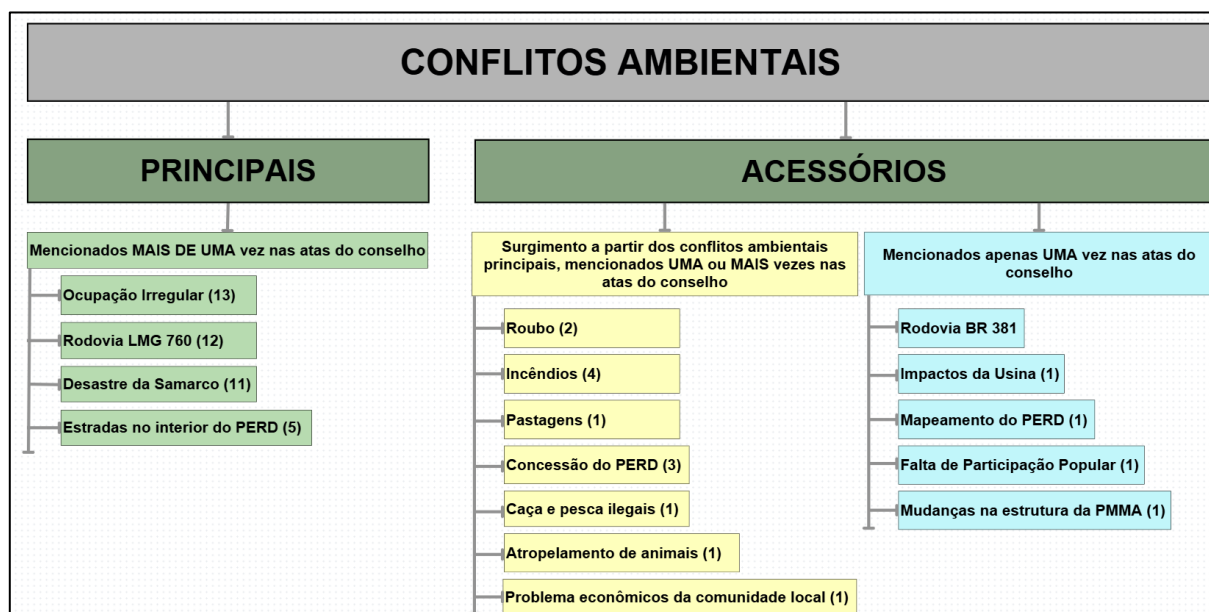 CONFLITOS AMBIENTAIS
PRINCIPAIS
Mencionados MAIS DE UMA vez nas atas do conselho
Ocupação Irregular (13)
Rodovia LMG 760 (12)
Desastre da Samarco (11)
Estradas no interior do PERD (5)
ACESSÓRIOS
Surgimento a partir dos conflitos ambientais
principais, mencionados UMA ou MAIS vezes nas
atas do conselho
Roubo (2)
Incêndios (4)
Pastagens (1)
Concessão do PERD (3)
Caça e pesca ilegais (1)
Atropelamento de animais (1)
Problema econômicos da comunidade local (1)
Mencionados apenas UMA vez nas atas do
conselho
Rodovia BR 381
Impactos da Usina (1)
Mapeamento do PERD (1)
Falta de Participação Popular (1)
Mudanças na estrutura da PMMA (1)